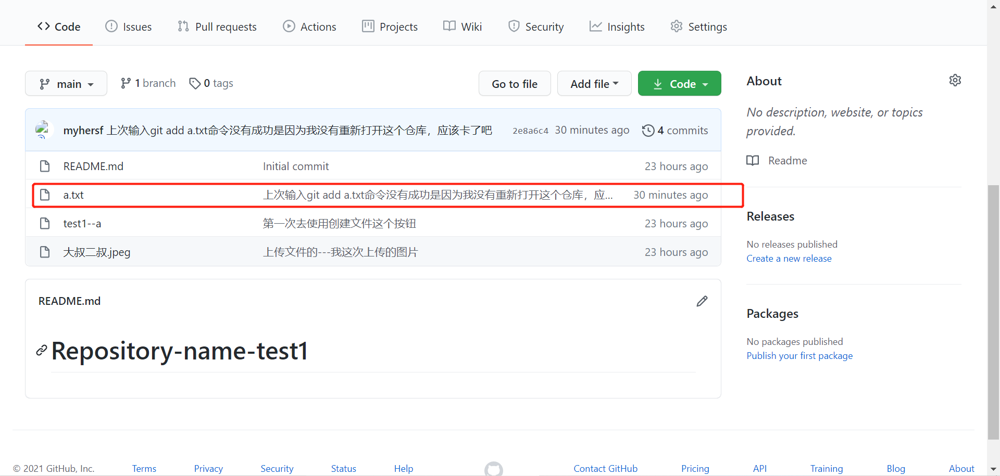 Code Issues Pull requests Actions Projects Wiki Security Insights Settings
main 1 branch 0 tags Go to file Add file Code
myhersf 上次输入git add a.txt命令没有成功是因为我没有重新打开这个仓库，应该卡了吧 2e8a6c4 30 minutes ago 4 commits
README.md Initial commit 23 hours ago
a.txt 上次输入git add a.txt命令没有成功是因为我没有重新打开这个仓库，应... 30 minutes ago
test1--a 第一次去使用创建文件这个按钮 23 hours ago
大叔二叔.jpeg 上传文件的---我这次上传的图片 23 hours ago
README.md
Repository-name-test1
About
No description, website, or topics
provided.
Readme
Releases
No releases published
Create a new release
Packages
No packages published
Publish your first package
© 2021 GitHub, Inc. Terms Privacy Security Status Help Contact GitHub Pricing API Training Blog About